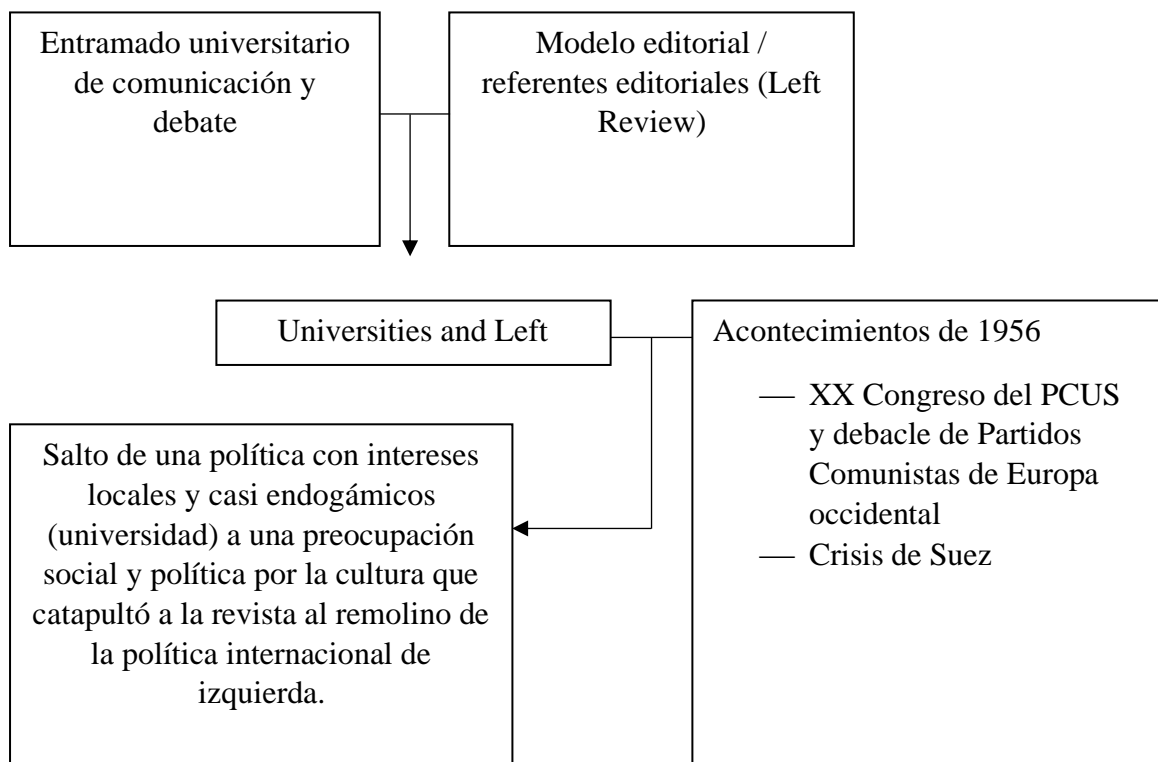 Entramado universitario
de comunicación y
debate
Modelo editorial /
referentes editoriales (Left
Review)
Universities and Left
Acontecimientos de 1956
— XX Congreso del PCUS
y debacle de Partidos
Comunistas de Europa
occidental
— Crisis de Suez
Salto de una política con intereses
locales y casi endogámicos
(universidad) a una preocupación
social y política por la cultura que
catapultó a la revista al remolino de
la política internacional de
izquierda.